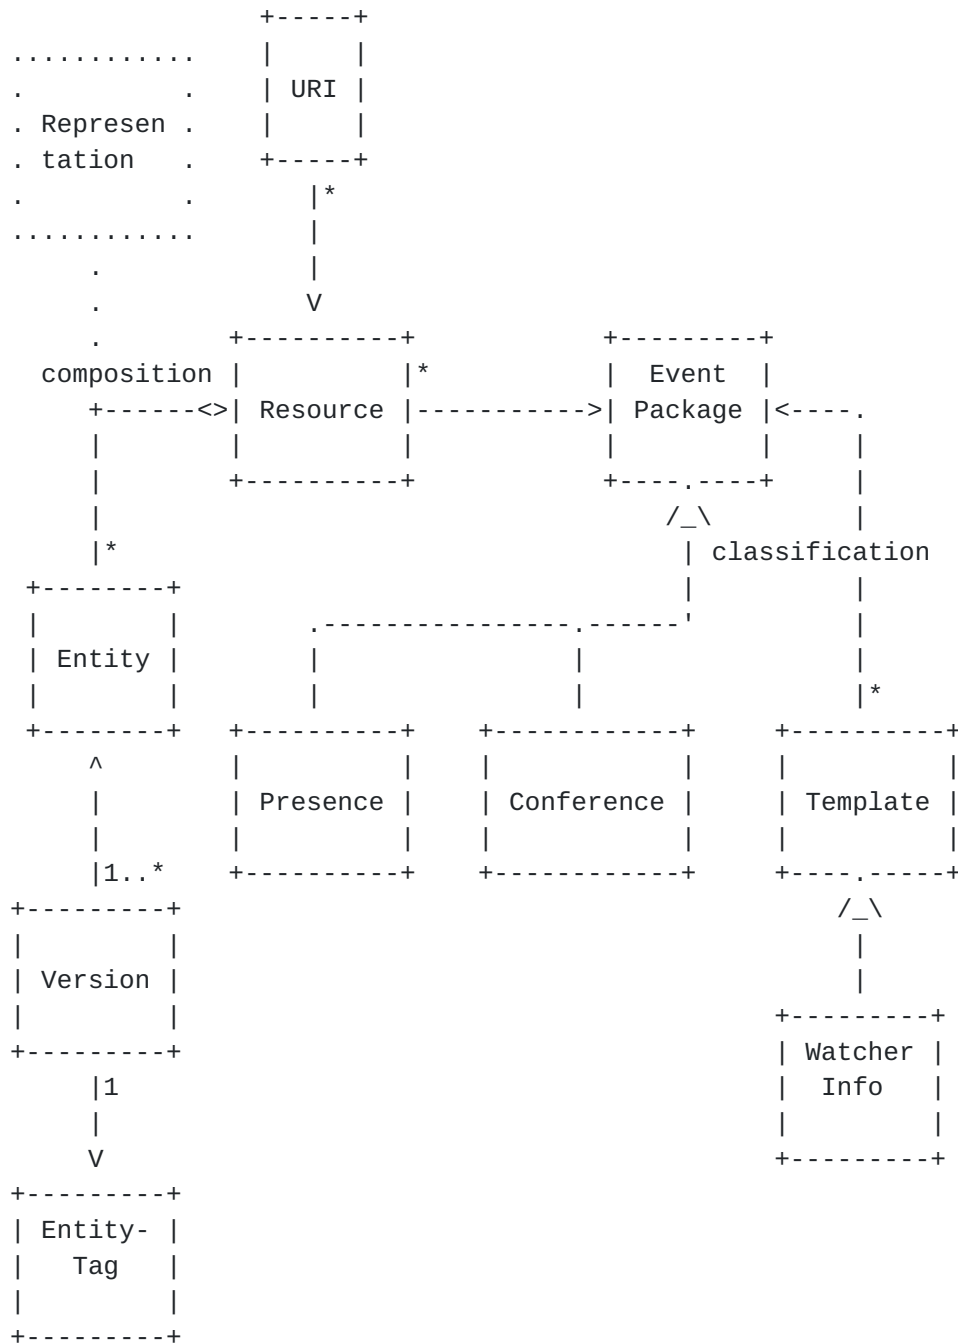 URI
Represen
tation
*
composition
*
Event
Resource
Package
*
classification
Entity
*
Presence
Conference
Template
1..*
Version
Watcher
1
Info
Entity-
Tag